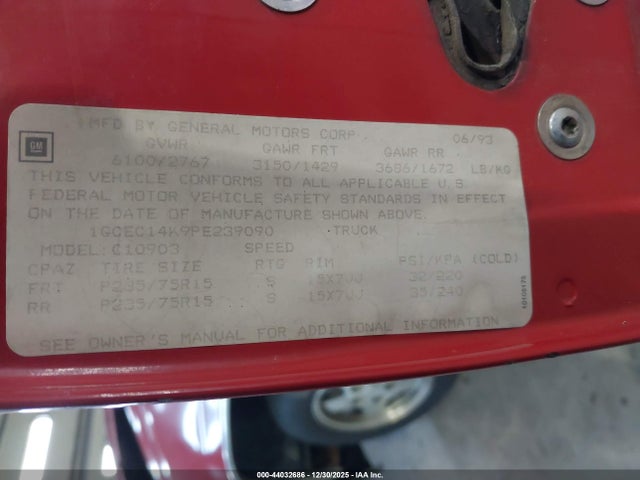 MFD BY GENERAL MOTORS CORP 06/93
GVWR GAWR FRT GAWR RR
GM
6100/2767 3150/1429 3686/1672 LB/KG
THIS VEHICLE CONFORMS TO ALL APPLICABLE U.S.
FEDERAL MOTOR VEHICLE SAFETY STANDARDS IN EFFECT
ON THE DATE OF MANUFACTURE SHOWN ABOVE.
1GCEC14K9PE239090 TRUCK
MODEL: C10903 SPEED
CPAZ TIRE SIZE RTG RIM PSI/KPA (COLD)
FRT P235/75R15 S 15X7JJ 32/220
RR P235/75R15 S 15X7JJ 35/240
SEE OWNER'S MANUAL FOR ADDITIONAL INFORMATION
000-44032686 - 12/30/2025 - IAA Inc.